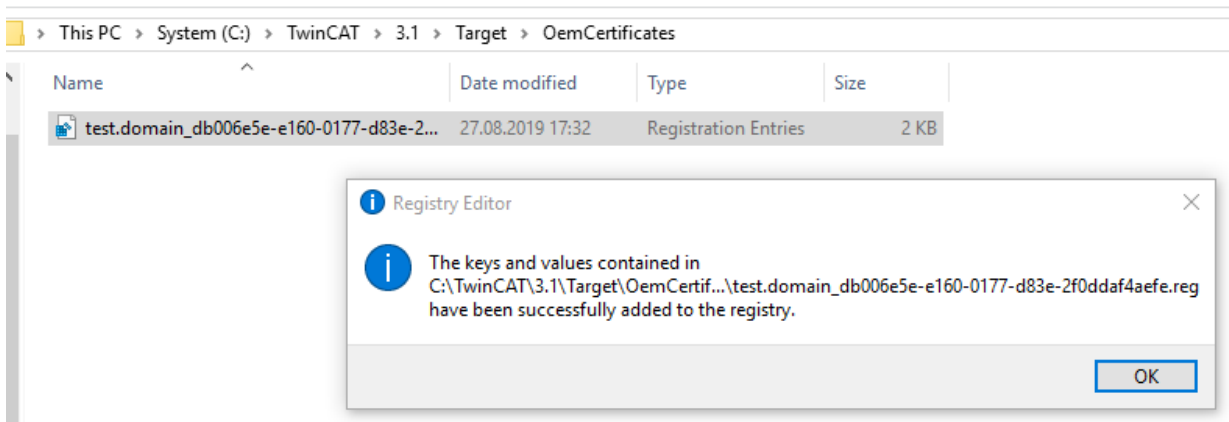 This PC > System (C:) > TwinCAT > 3.1 > Target > OemCertificates
Name Date modified Type Size
test.domain_db006e5e-e160-0177-d83e-2... 27.08.2019 17:32 Registration Entries 2 KB
Registry Editor
The keys and values contained in
C:\TwinCAT\3.1\Target\OemCertif...\test.domain_db006e5e-e160-0177-d83e-2f0ddaf4aefe.reg
have been successfully added to the registry.
OK